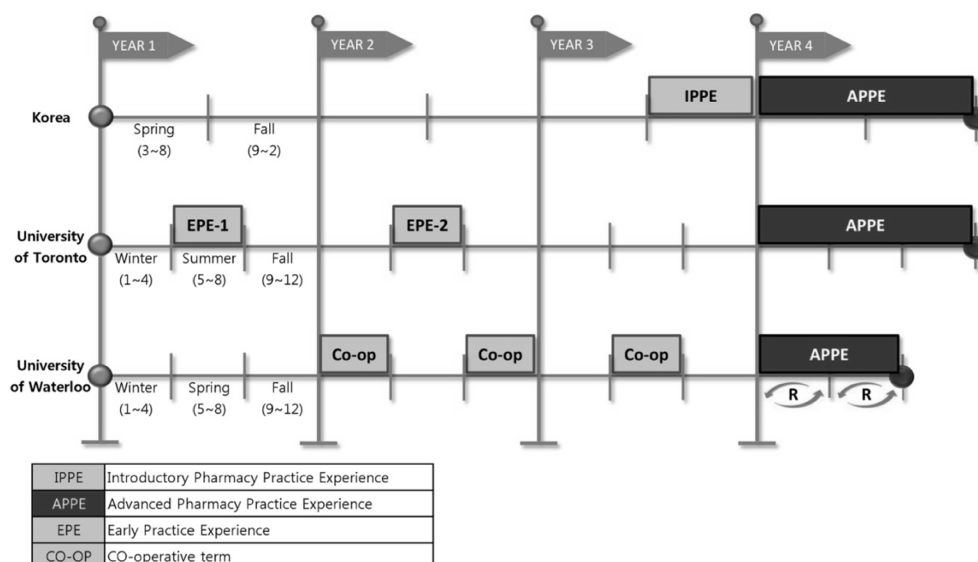 YEAR 1 YEAR 2 YEAR 3 YEAR 4
IPPE APPE
Korea
Spring Fall
(3~8) (9~2)
EPE-1 EPE-2 APPE
University
of Toronto
Winter Summer Fall
(1~4) (5~8) (9~12)
Co-op Co-op Co-op APPE
University
of Waterloo
Winter Spring Fall
(1~4) (5~8) (9~12)
R R
IPPE Introductory Pharmacy Practice Experience
APPE Advanced Pharmacy Practice Experience
EPE Early Practice Experience
CO-OP CO-operative term